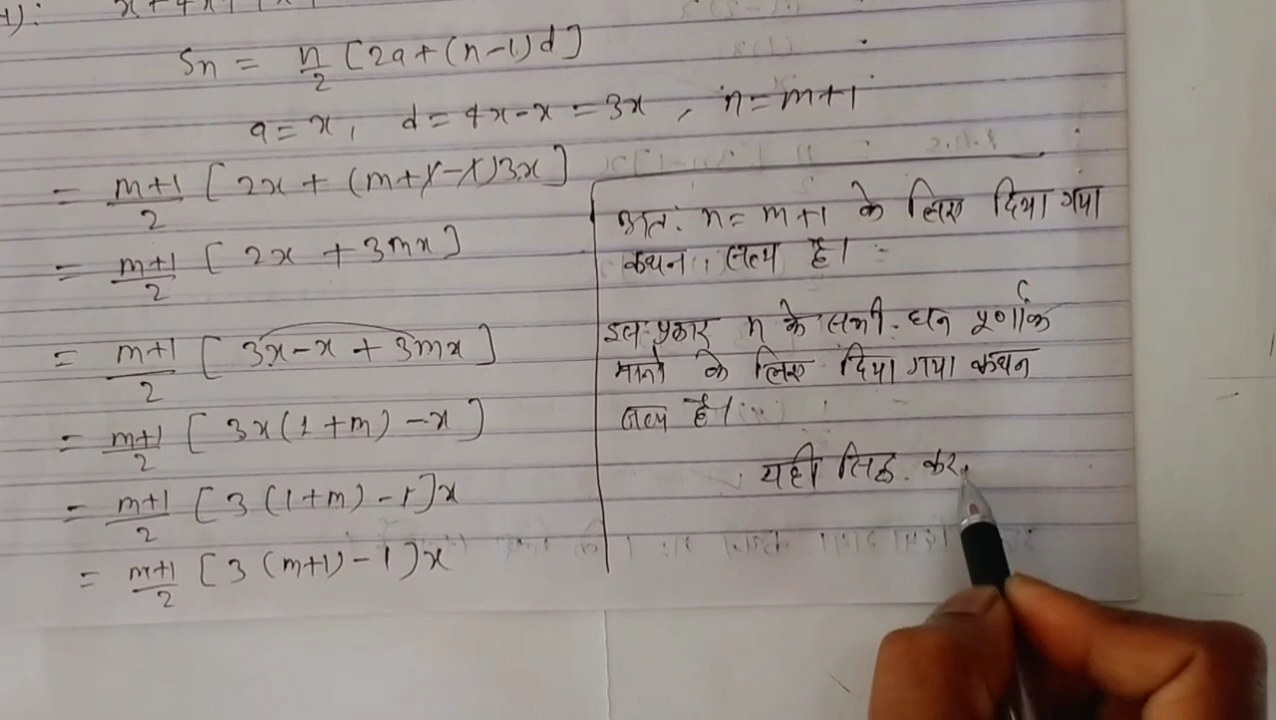 Sn = n/2 [2a + (n-1)d]
a = x, d = 4x-x = 3x, n = m+1
= m+1/2 [2x + (m+1-1)3x]
= m+1/2 [2x + 3mx]
= m+1/2 [3x-x + 3mx]
= m+1/2 [3x(1+m) - x]
= m+1/2 [3(1+m) - 1]x
= m+1/2 [3(m+1) - 1]x
अतः n = m+1 के लिए दिया गया
कथन सत्य है।
इस प्रकार n के सभी धन पूर्णांक
मानों के लिए दिया गया कथन
सत्य है।
यही सिद्ध कर